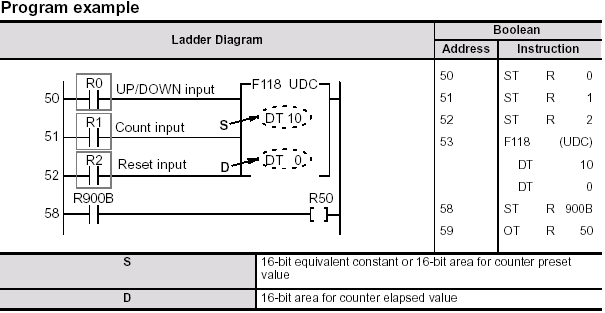 Program example
Ladder Diagram
Boolean
Address Instruction
R0 UP/DOWN input F118 UDC
50
DT 10
R1 Count input S
51
R2 Reset input D DT 0
52
R900B R50
58
50 ST R 0
51 ST R 1
52 ST R 2
53 F118 (UDC)
DT 10
DT 0
58 ST R 900B
59 OT R 50
S 16-bit equivalent constant or 16-bit area for counter preset
value
D 16-bit area for counter elapsed value